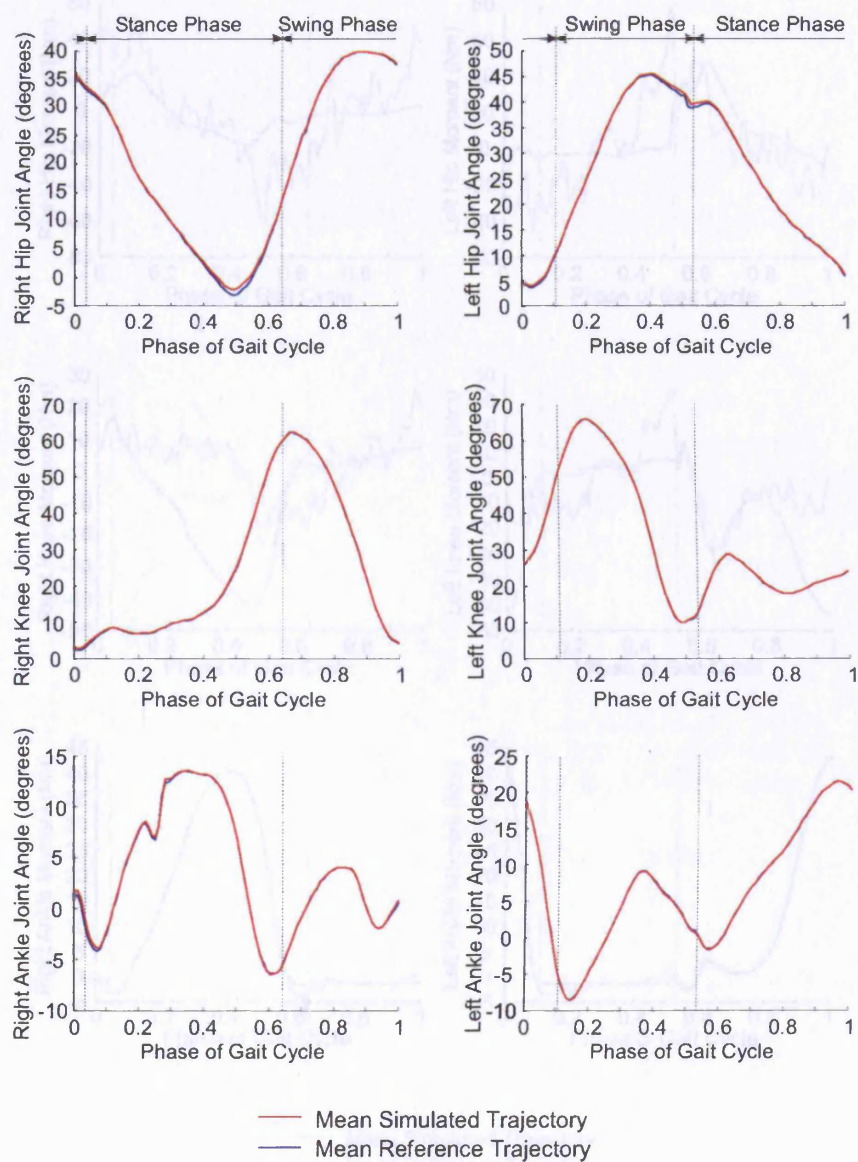 Stance Phase Swing Phase
Swing Phase Stance Phase
Right Hip Joint Angle (degrees)
40
35
30
25
20
15
10
5
0
-5
0 0.2 0.4 0.6 0.8 1
Phase of Gait Cycle
Left Hip Joint Angle (degrees)
50
45
40
35
30
25
20
15
10
5
0
0 0.2 0.4 0.6 0.8 1
Phase of Gait Cycle
Right Knee Joint Angle (degrees)
70
60
50
40
30
20
10
0
0 0.2 0.4 0.6 0.8 1
Phase of Gait Cycle
Left Knee Joint Angle (degrees)
70
60
50
40
30
20
10
0
0 0.2 0.4 0.6 0.8 1
Phase of Gait Cycle
Right Ankle Joint Angle (degrees)
15
10
5
0
-5
-10
0 0.2 0.4 0.6 0.8 1
Phase of Gait Cycle
Left Ankle Joint Angle (degrees)
25
20
15
10
5
0
-5
-10
0 0.2 0.4 0.6 0.8 1
Phase of Gait Cycle
Mean Simulated Trajectory
Mean Reference Trajectory